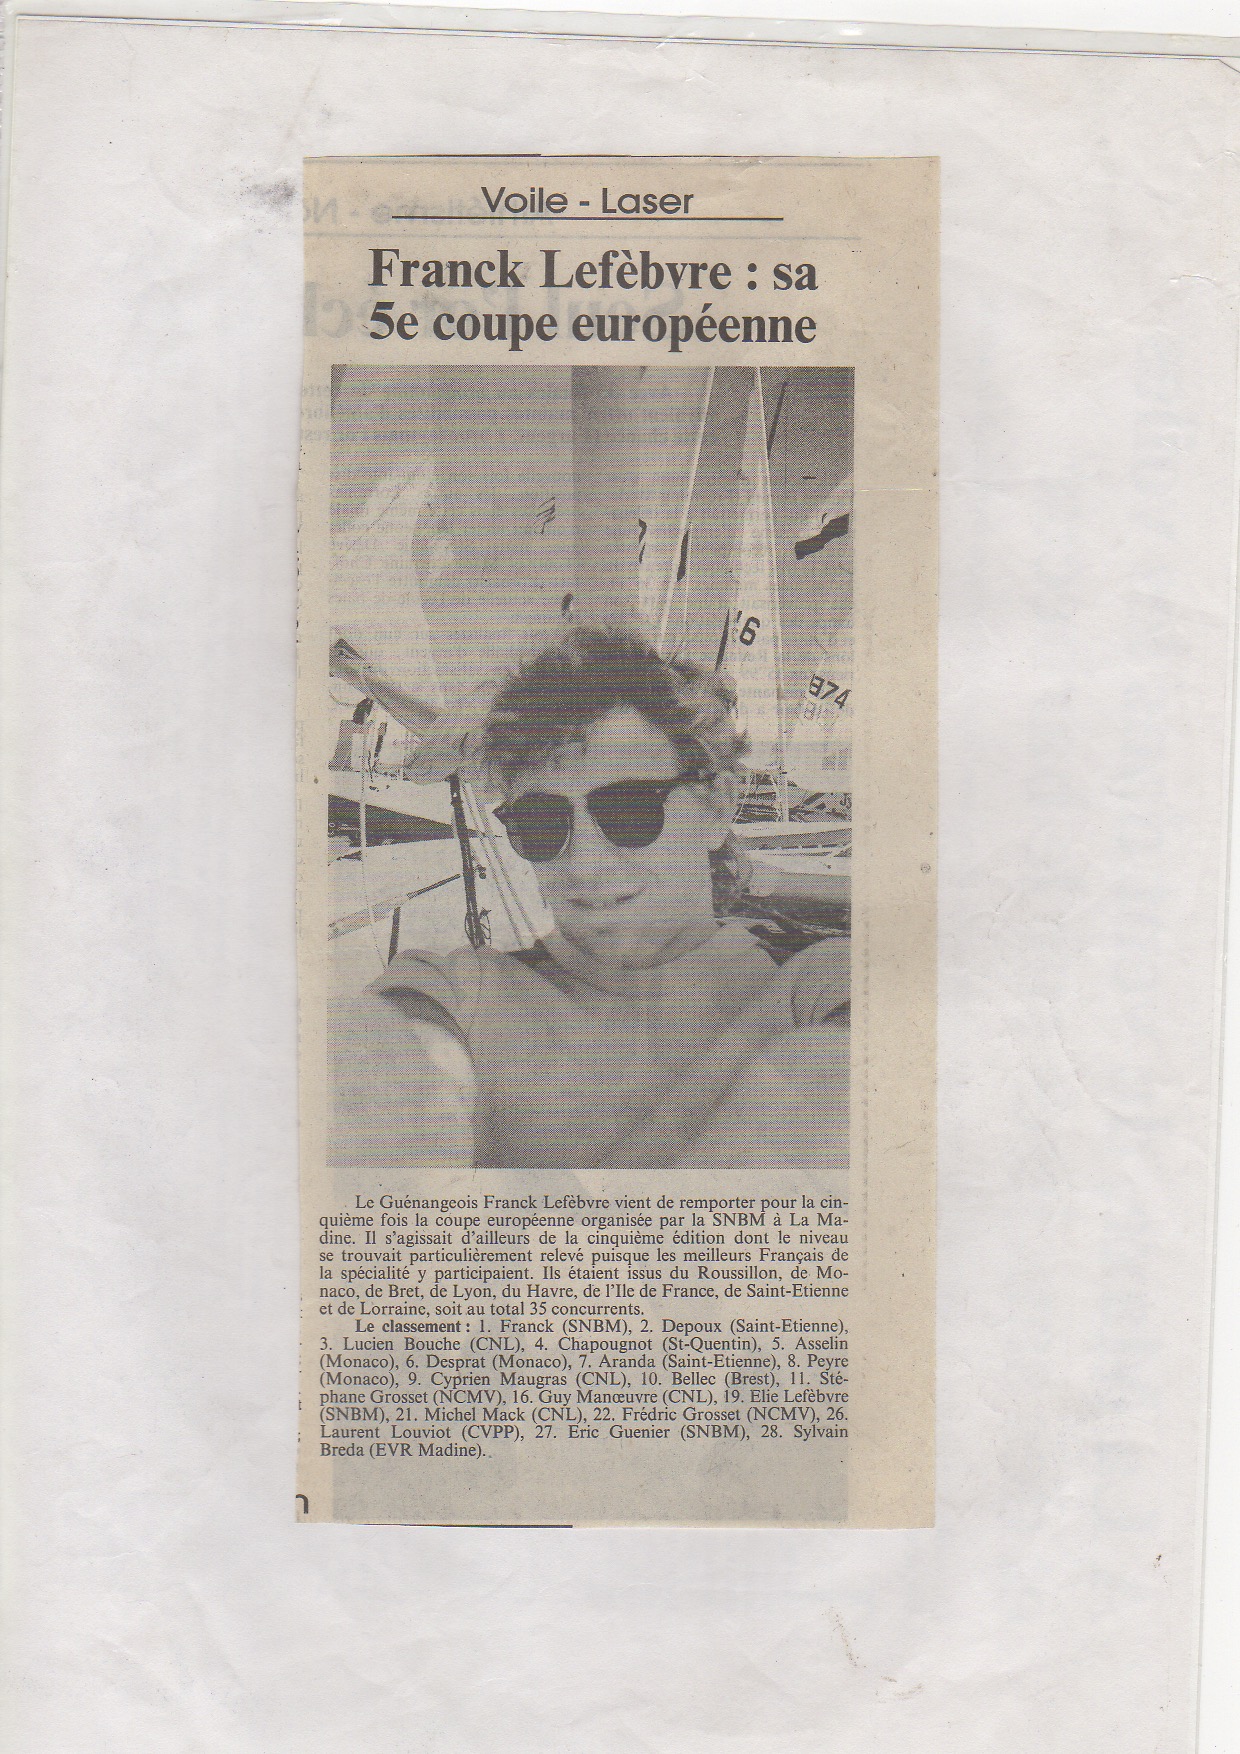 Voile - Laser
Franck Lefèbvre : sa
5e coupe européenne
'6
874
Le Guénangeois Franck Lefèbvre vient de remporter pour la cin-
quième fois la coupe européenne organisée par la SNBM à La Ma-
dine. Il s'agissait d'ailleurs de la cinquième édition dont le niveau
se trouvait particulièrement relevé puisque les meilleurs Français de
la spécialité y participaient. Ils étaient issus du Roussillon, de Mo-
naco, de Bret, de Lyon, du Havre, de l'Ile de France, de Saint-Etienne
et de Lorraine, soit au total 35 concurrents.
Le classement : 1. Franck (SNBM), 2. Depoux (Saint-Etienne),
3. Lucien Bouche (CNL), 4. Chapougnot (St-Quentin), 5. Asselin
(Monaco), 6. Desprat (Monaco), 7. Aranda (Saint-Etienne), 8. Peyre
(Monaco), 9. Cyprien Maugras (CNL), 10. Bellec (Brest), 11. Sté-
phane Grosset (NCMV), 16. Guy Manœuvre (CNL), 19. Elie Lefèbvre
(SNBM), 21. Michel Mack (CNL), 22. Frédric Grosset (NCMV), 26.
Laurent Louviot (CVPP), 27. Eric Guenier (SNBM), 28. Sylvain
Breda (EVR Madine).